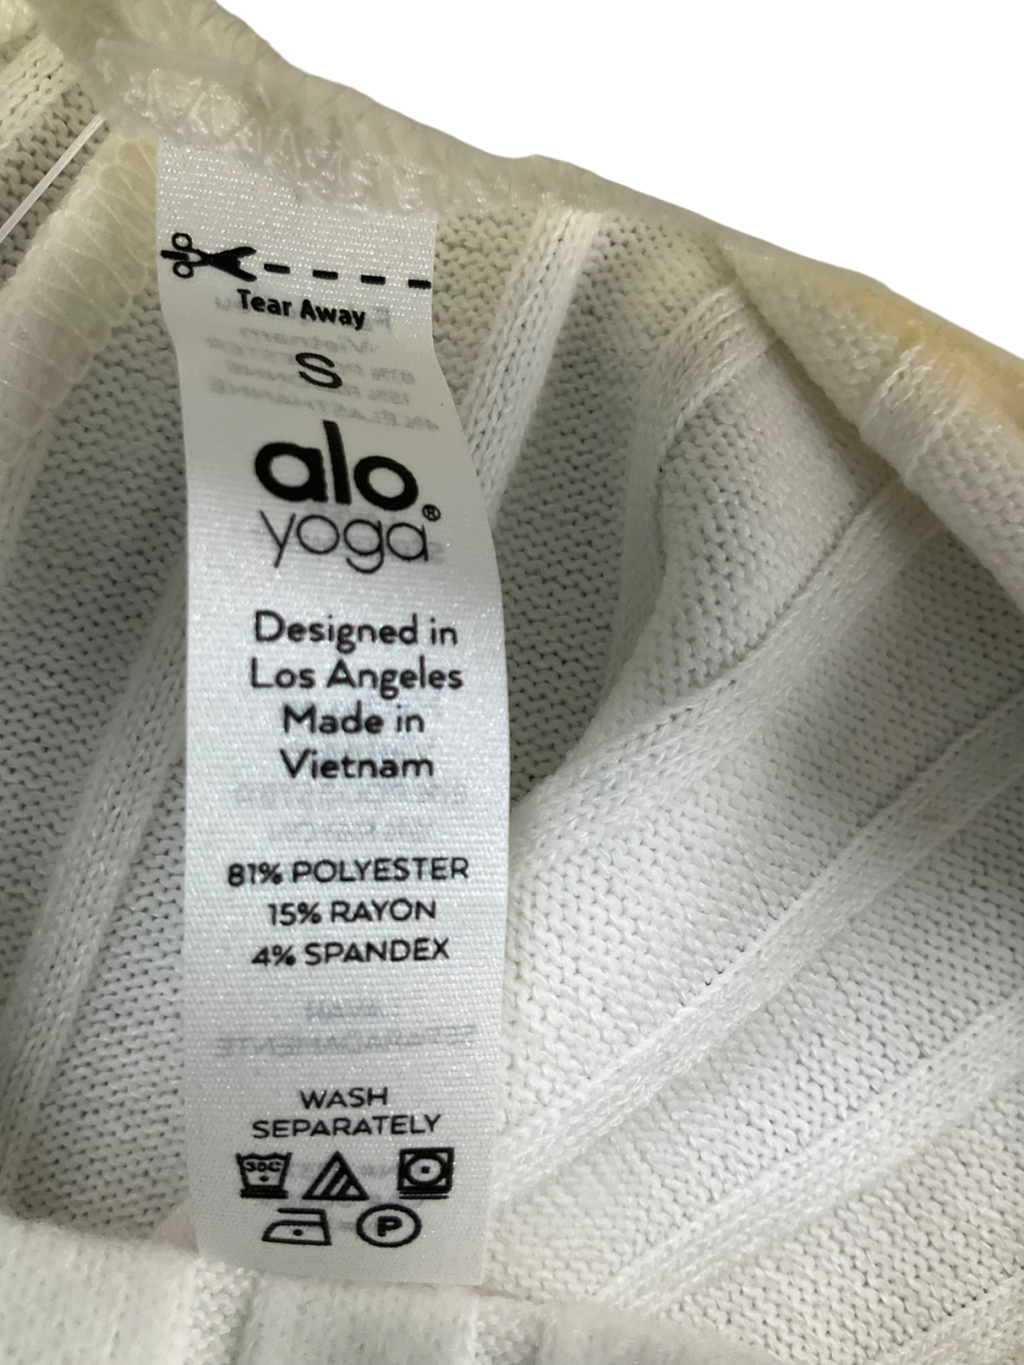 Tear Away
S
alo
yoga®
Designed in
Los Angeles
Made in
Vietnam
81% POLYESTER
15% RAYON
4% SPANDEX
WASH
SEPARATELY
30C
P